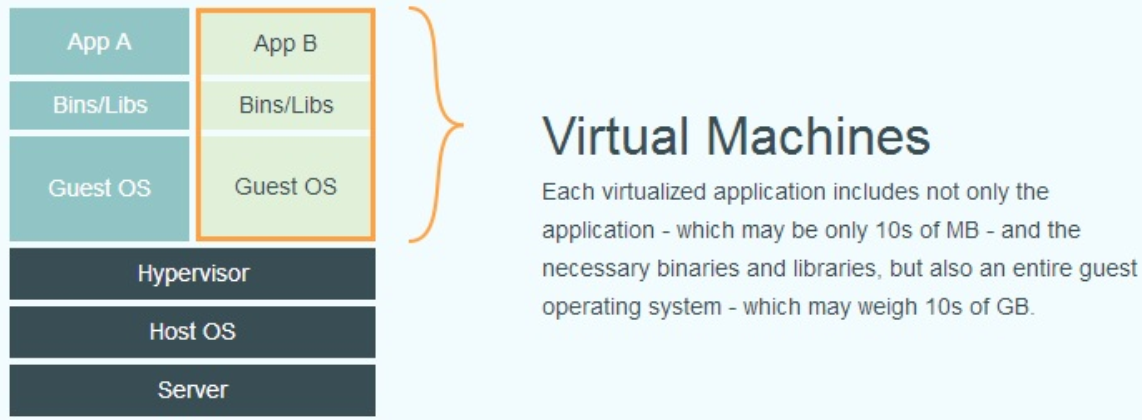 App A
App B
Bins/Libs
Bins/Libs
Guest OS
Guest OS
Hypervisor
Host OS
Server
Virtual Machines
Each virtualized application includes not only the
application - which may be only 10s of MB - and the
necessary binaries and libraries, but also an entire guest
operating system - which may weigh 10s of GB.